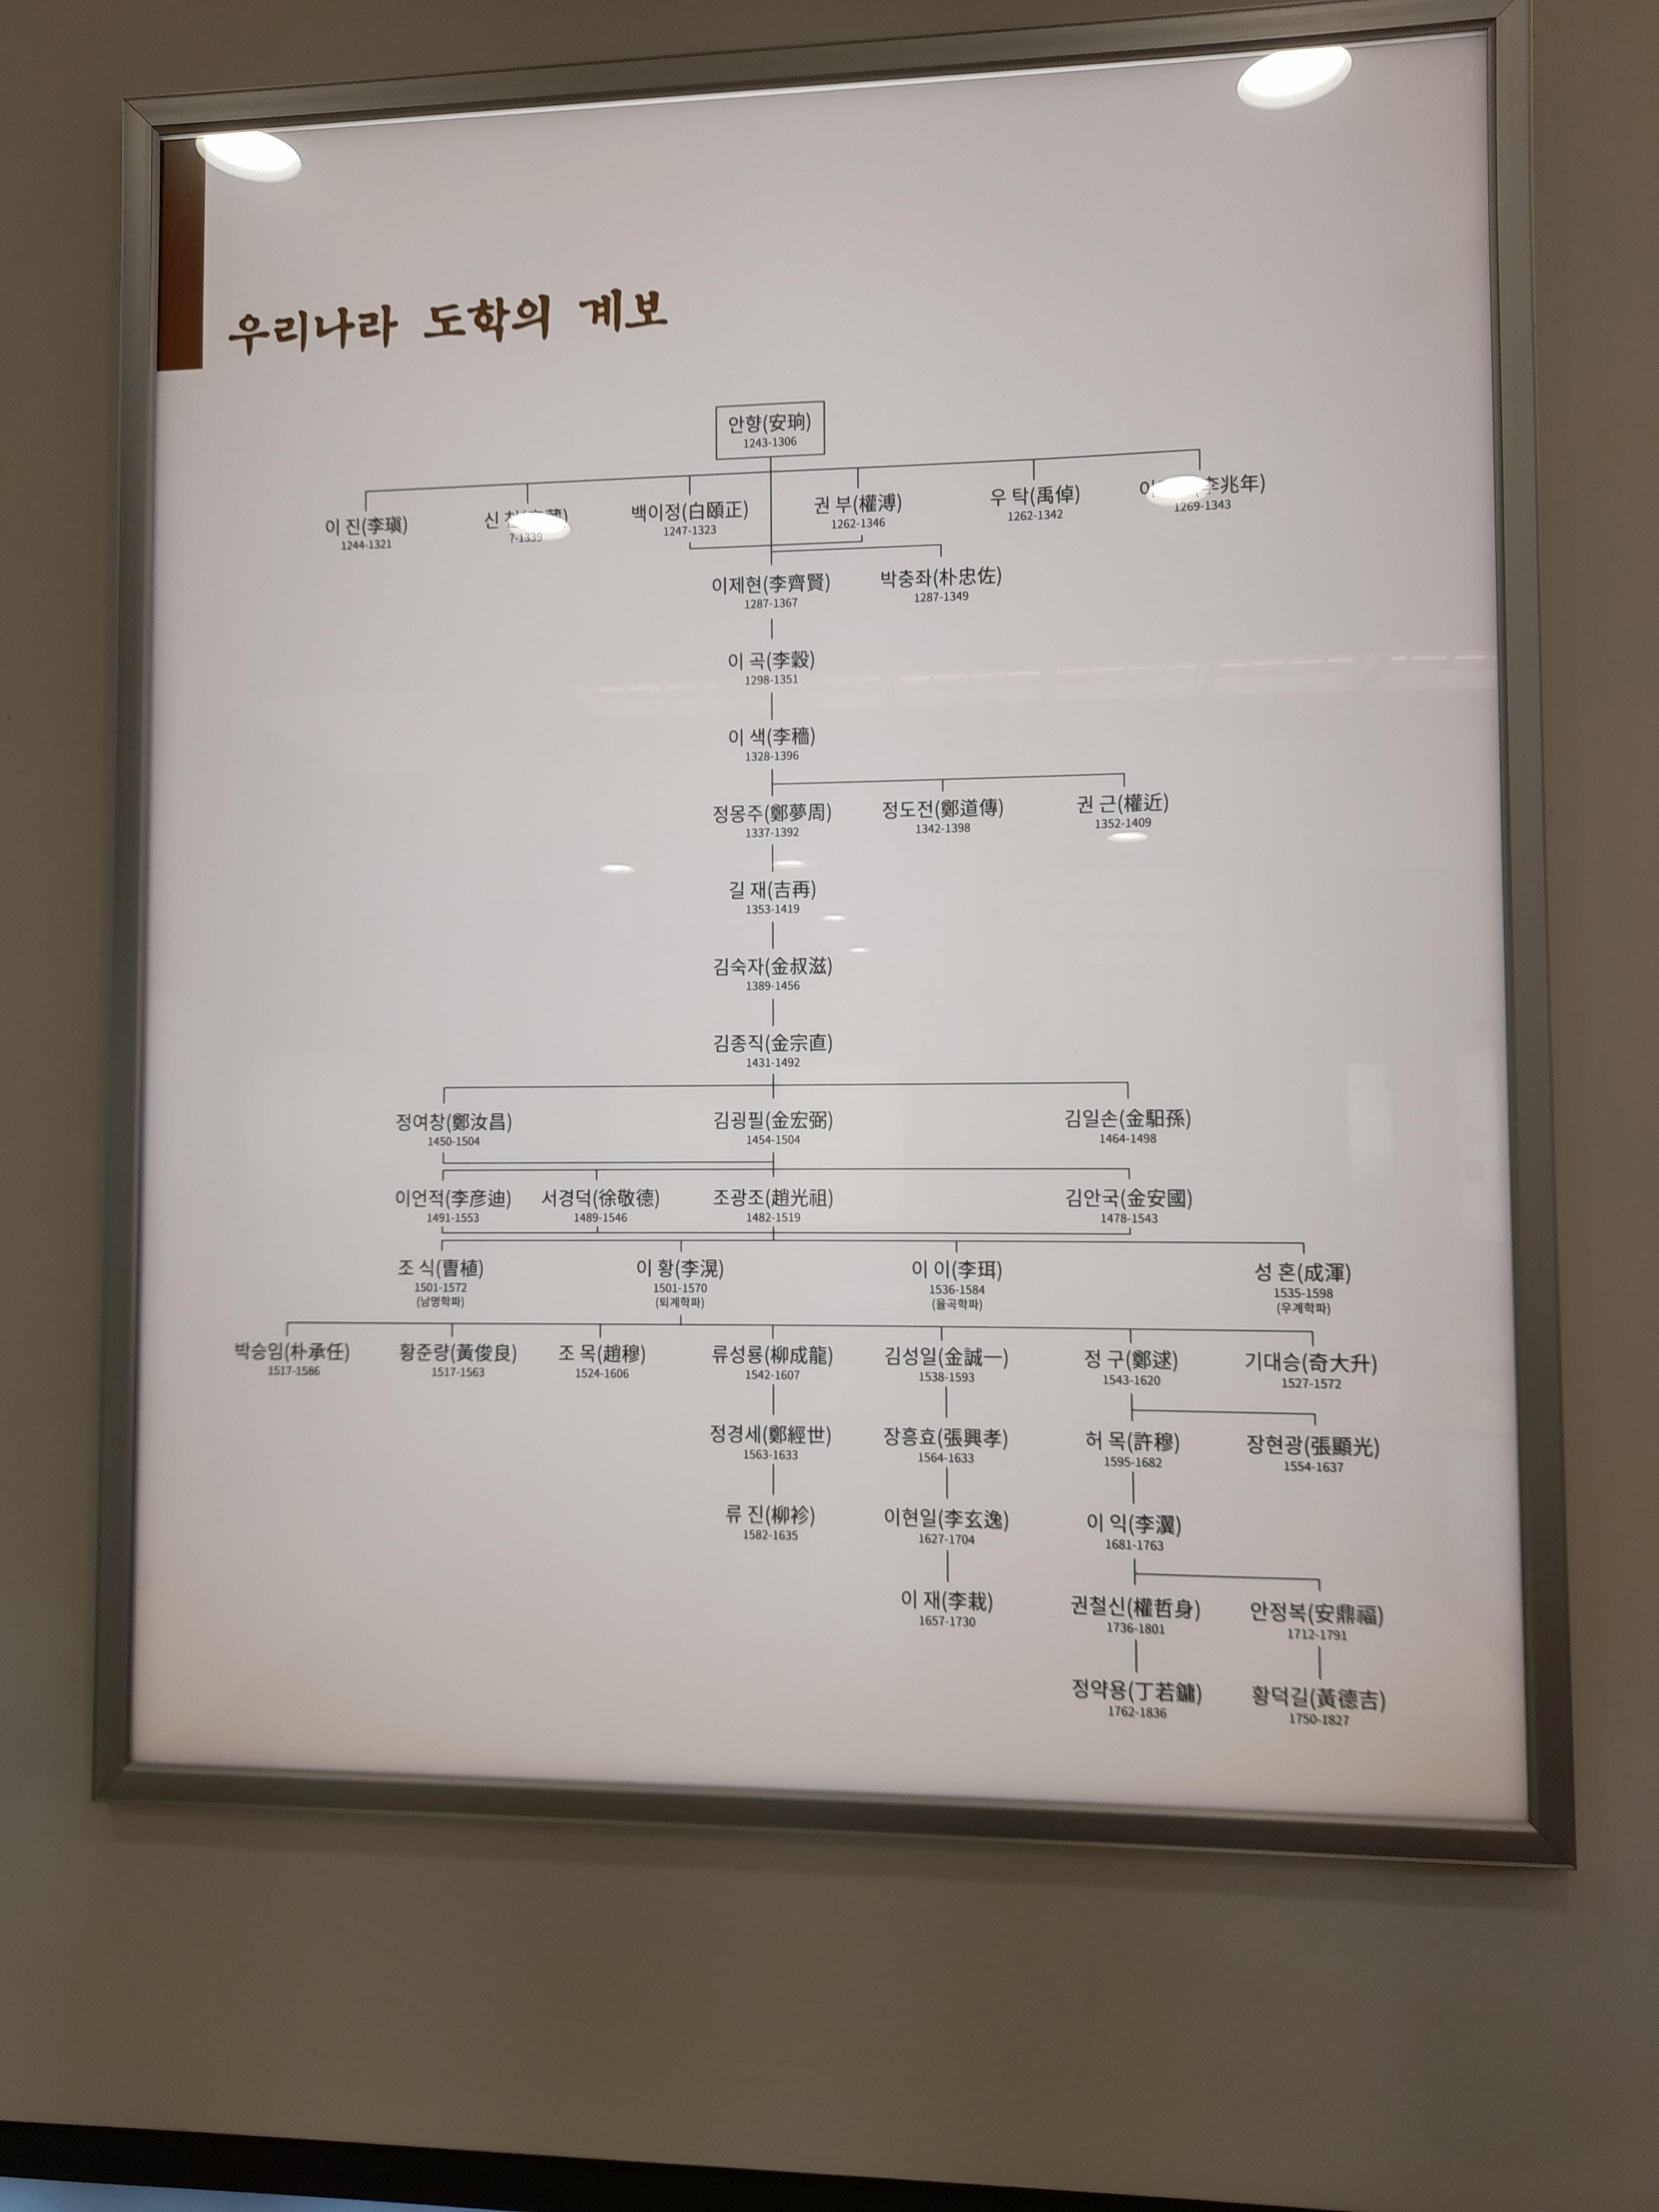 우리나라 도학의 계보
안향(安珦)
1243-1306
이 진(李瑱)
1244-1321
신
?-1339
백이정(白頤正)
1247-1323
권 부(權溥)
1262-1346
우 탁(禹倬)
1262-1342
李兆年)
1269-1343
이제현(李齊賢)
1287-1367
박충좌(朴忠佐)
1287-1349
이 곡(李穀)
1298-1351
이 색(李穡)
1328-1396
정몽주(鄭夢周)
1337-1392
정도전(鄭道傳)
1342-1398
권 근(權近)
1352-1409
길 재(吉再)
1353-1419
김숙자(金叔滋)
1389-1456
김종직(金宗直)
1431-1492
정여창(鄭汝昌)
1450-1504
김굉필(金宏弼)
1454-1504
김일손(金馹孫)
1464-1498
이언적(李彦迪)
1491-1553
서경덕(徐敬德)
1489-1546
조광조(趙光祖)
1482-1519
김안국(金安國)
1478-1543
조 식(曺植)
1501-1572
(남명학파)
이 황(李滉)
1501-1570
(퇴계학파)
이 이(李珥)
1536-1584
(율곡학파)
성 혼(成渾)
1535-1598
(우계학파)
박승임(朴承任)
1517-1586
황준량(黃俊良)
1517-1563
조 목(趙穆)
1524-1606
류성룡(柳成龍)
1542-1607
김성일(金誠一)
1538-1593
정 구(鄭逑)
1543-1620
기대승(奇大升)
1527-1572
정경세(鄭經世)
1563-1633
장흥효(張興孝)
1564-1633
허 목(許穆)
1595-1682
장현광(張顯光)
1554-1637
류 진(柳袗)
1582-1635
이현일(李玄逸)
1627-1704
이 익(李瀷)
1681-1763
이 재(李栽)
1657-1730
권철신(權哲身)
1736-1801
안정복(安鼎福)
1712-1791
정약용(丁若鏞)
1762-1836
황덕길(黃德吉)
1750-1827